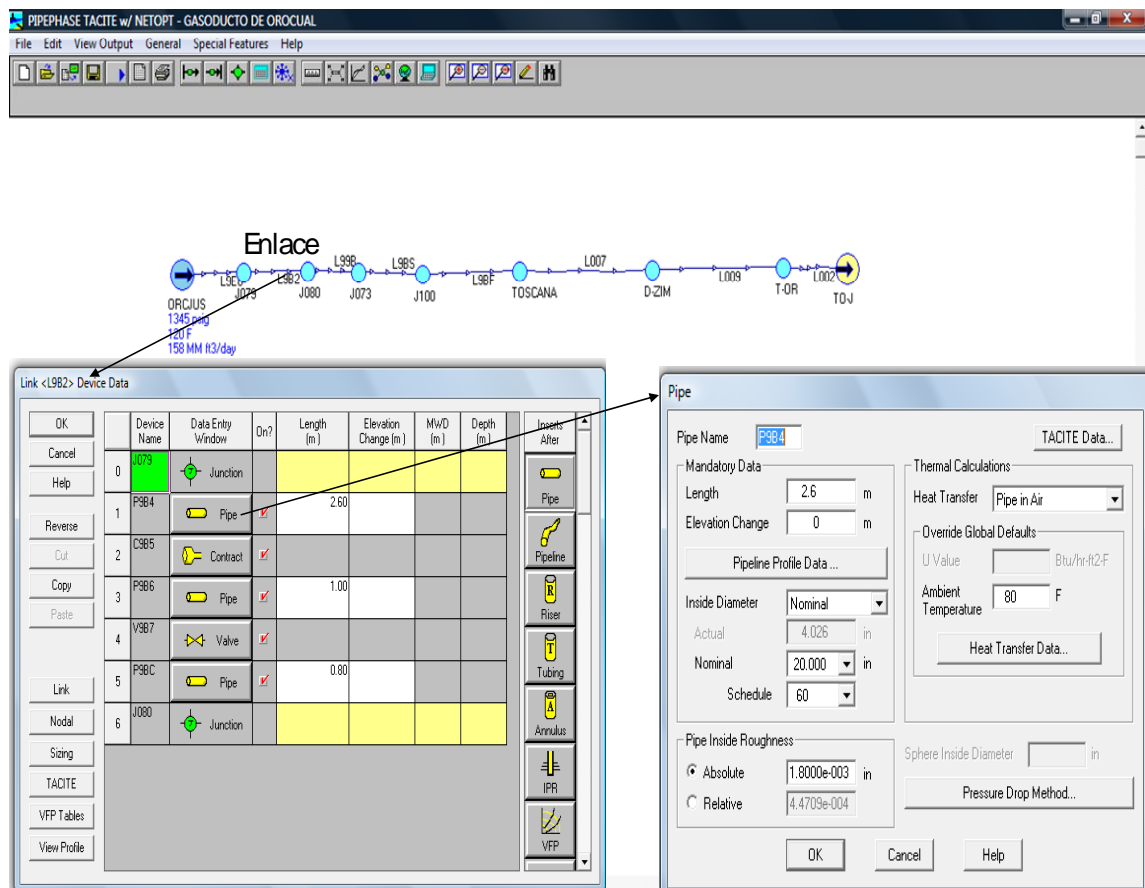 PIPEPHASE TACITE w/ NETOPT - GASODUCTO DE OROCUAL
File Edit View Output General Special Features Help
Enlace
L9E0 L9B2 L99B L9BS L9BF L007 L009 L002
ORCJUS J079 J080 J073 J100 TOSCANA D-ZIM T-OR TO-J
1345 psig
120 F
158 MM ft3/day
Link <L9B2> Device Data
OK
Cancel
Help
Reverse
Cut
Copy
Paste
Link
Nodal
Sizing
TACITE
VFP Tables
View Profile
Device Name Data Entry Window On? Length (m) Elevation Change (m) MWD (m) Depth (m)
0 J079 Junction
1 P9B4 Pipe 2.60
2 C9B5 Contract
3 P9B6 Pipe 1.00
4 V9B7 Valve
5 P9BC Pipe 0.80
6 J080 Junction
Inserts After
Pipe
Pipeline
R
Riser
T
Tubing
A
Annulus
IPR
VFP
Pipe
Pipe Name P9B4
TACITE Data...
Mandatory Data
Length 2.6 m
Elevation Change 0 m
Pipeline Profile Data ...
Inside Diameter Nominal
Actual 4.026 in
Nominal 20.000 in
Schedule 60
Thermal Calculations
Heat Transfer Pipe in Air
Override Global Defaults
U Value Btu/hr-ft2-F
Ambient Temperature 80 F
Heat Transfer Data...
Pipe Inside Roughness
Absolute 1.8000e-003 in
Relative 4.4709e-004
Sphere Inside Diameter in
Pressure Drop Method...
OK Cancel Help